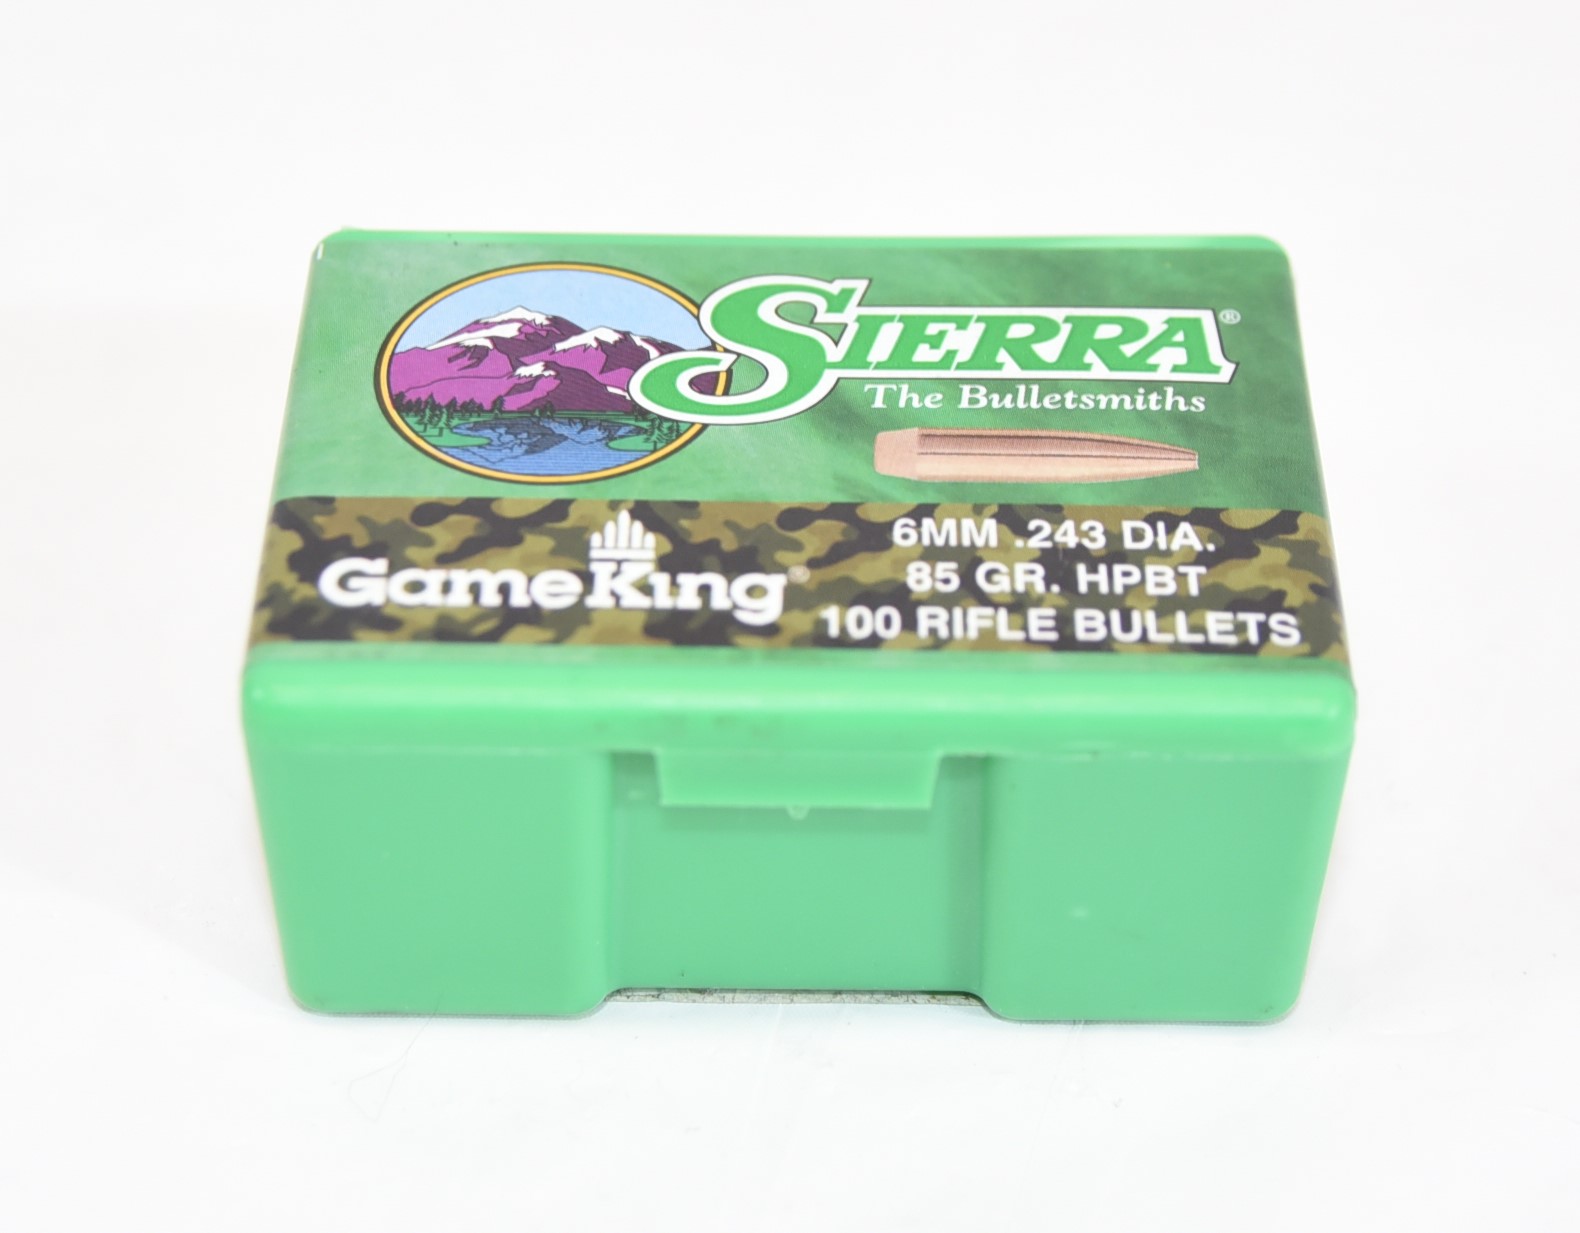 SIERRA®
The Bulletsmiths
GameKing®
6MM .243 DIA.
85 GR. HPBT
100 RIFLE BULLETS